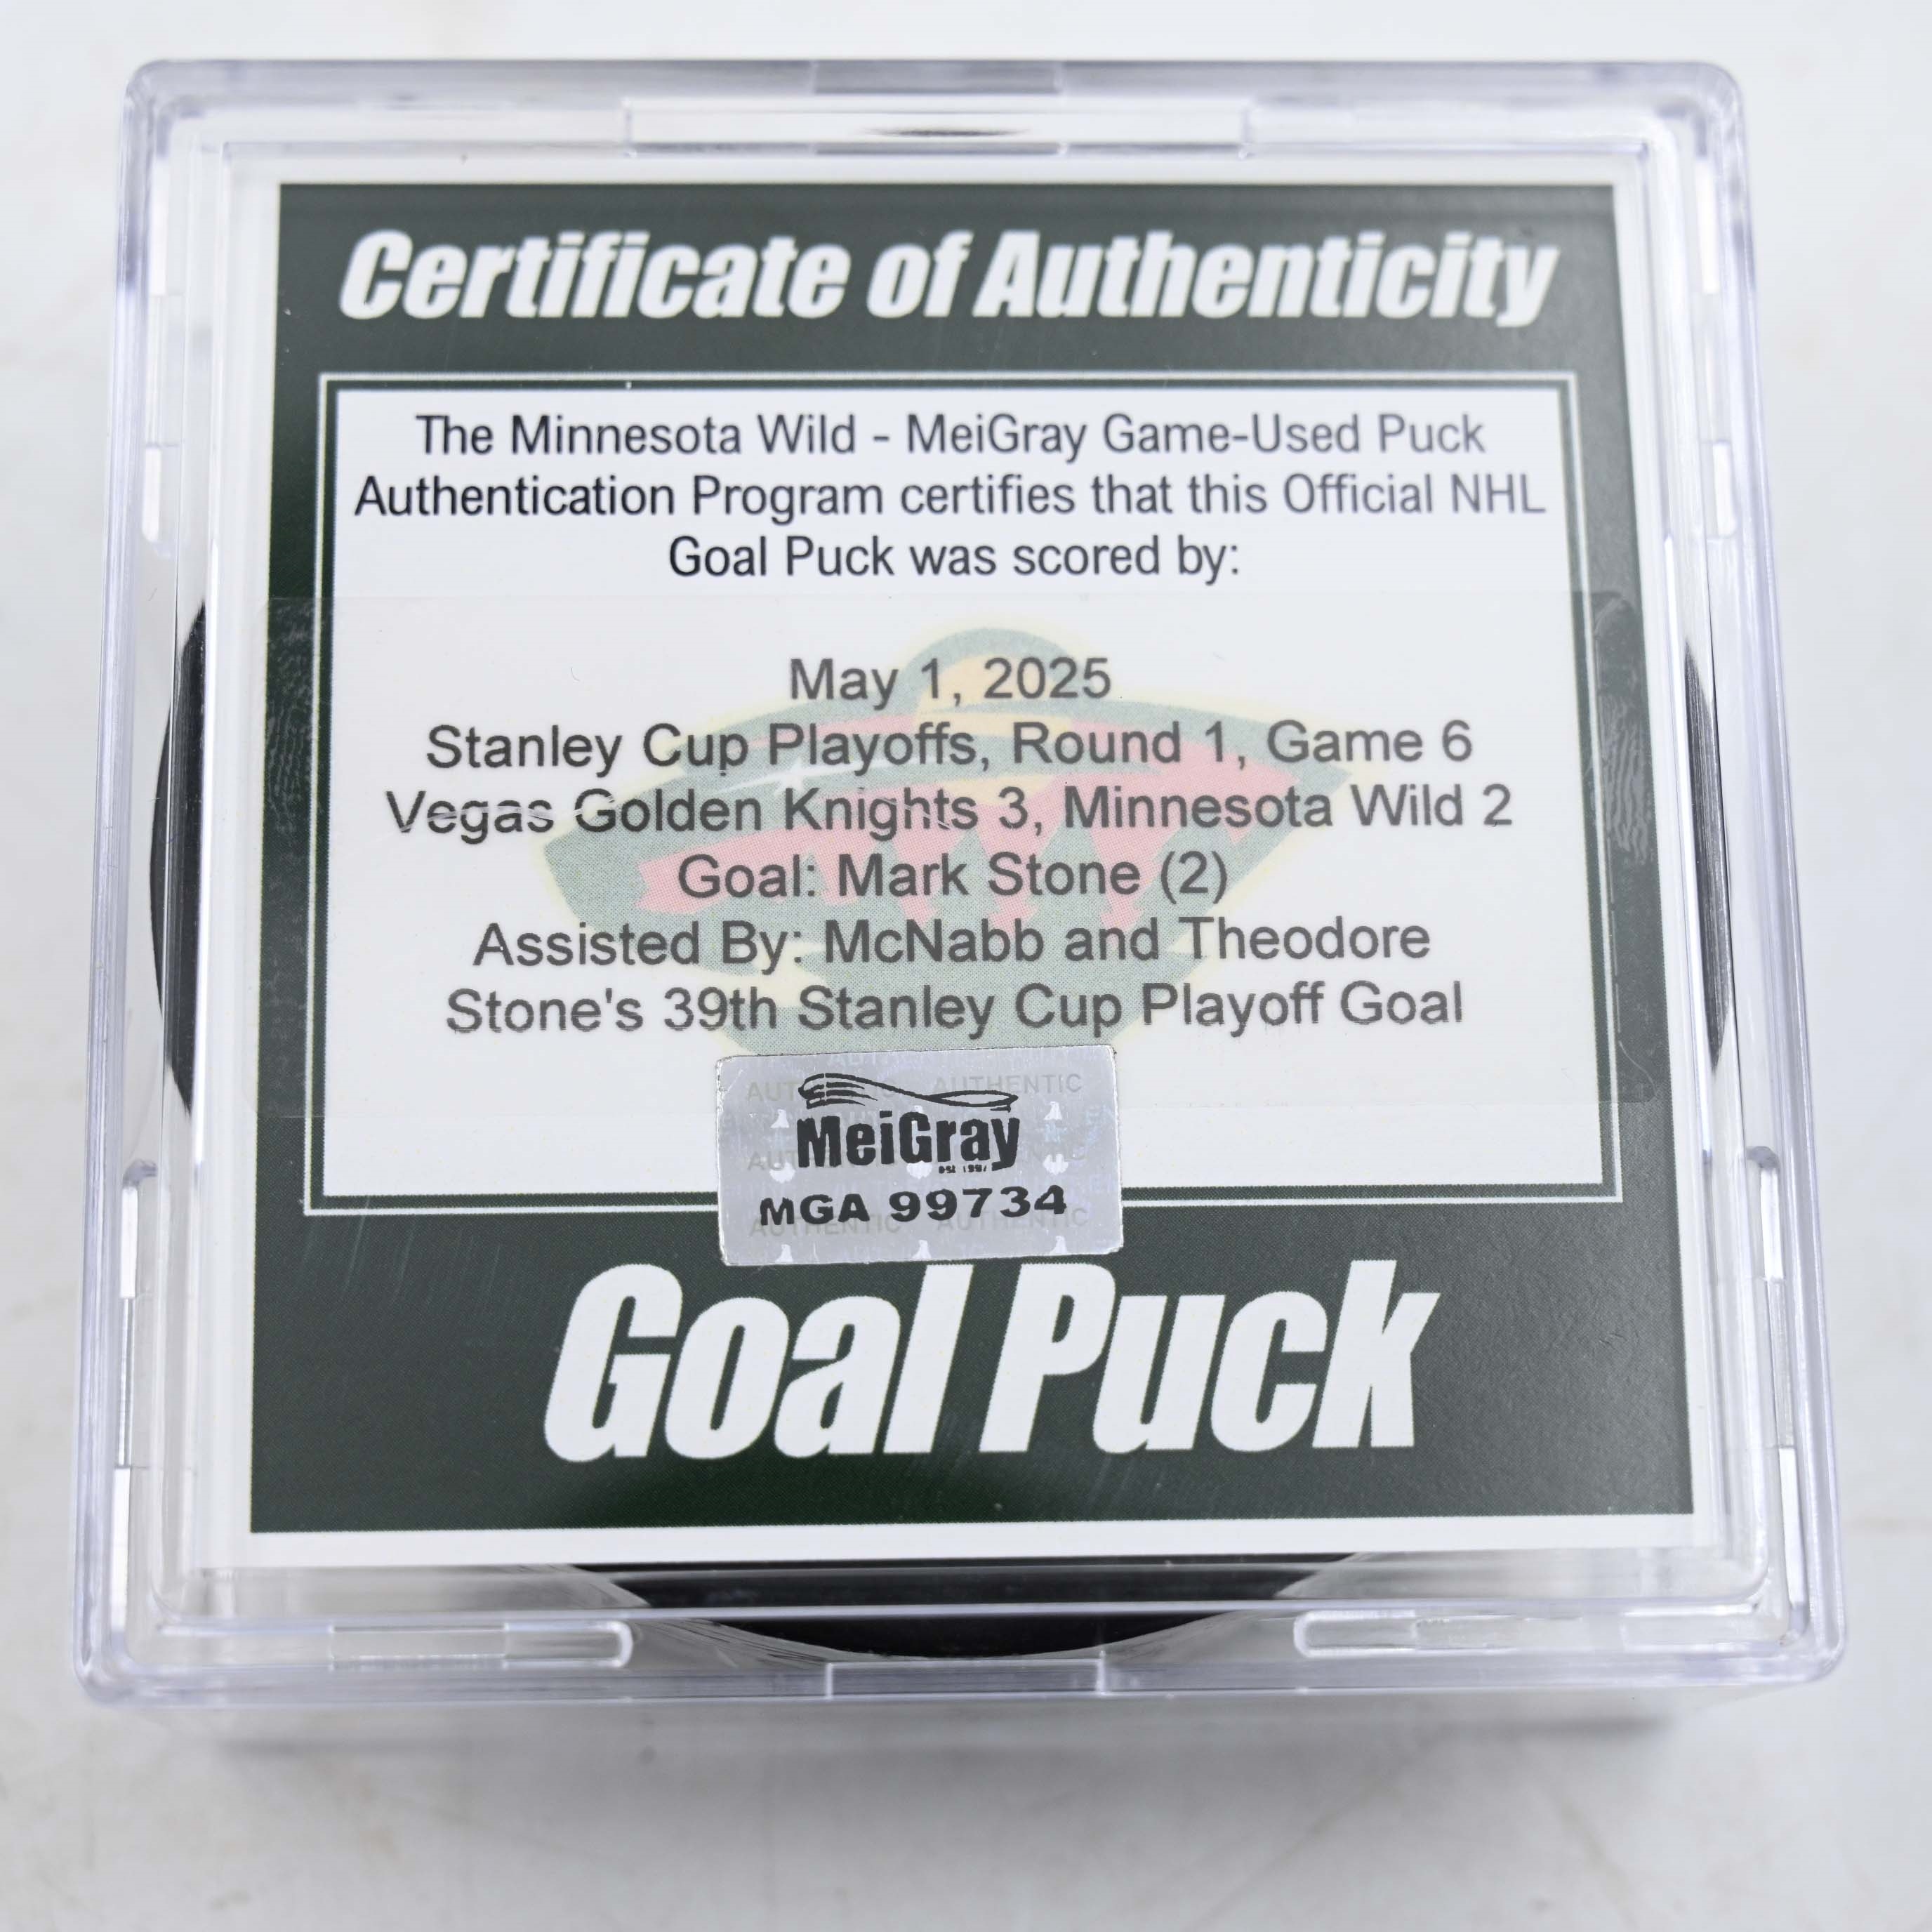 Certificate of Authenticity
The Minnesota Wild - MeiGray Game-Used Puck
Authentication Program certifies that this Official NHL
Goal Puck was scored by:
May 1, 2025
Stanley Cup Playoffs, Round 1, Game 6
Vegas Golden Knights 3, Minnesota Wild 2
Goal: Mark Stone (2)
Assisted By: McNabb and Theodore
Stone's 39th Stanley Cup Playoff Goal
MeiGray
EST. 1997
MGA 99734
Goal Puck